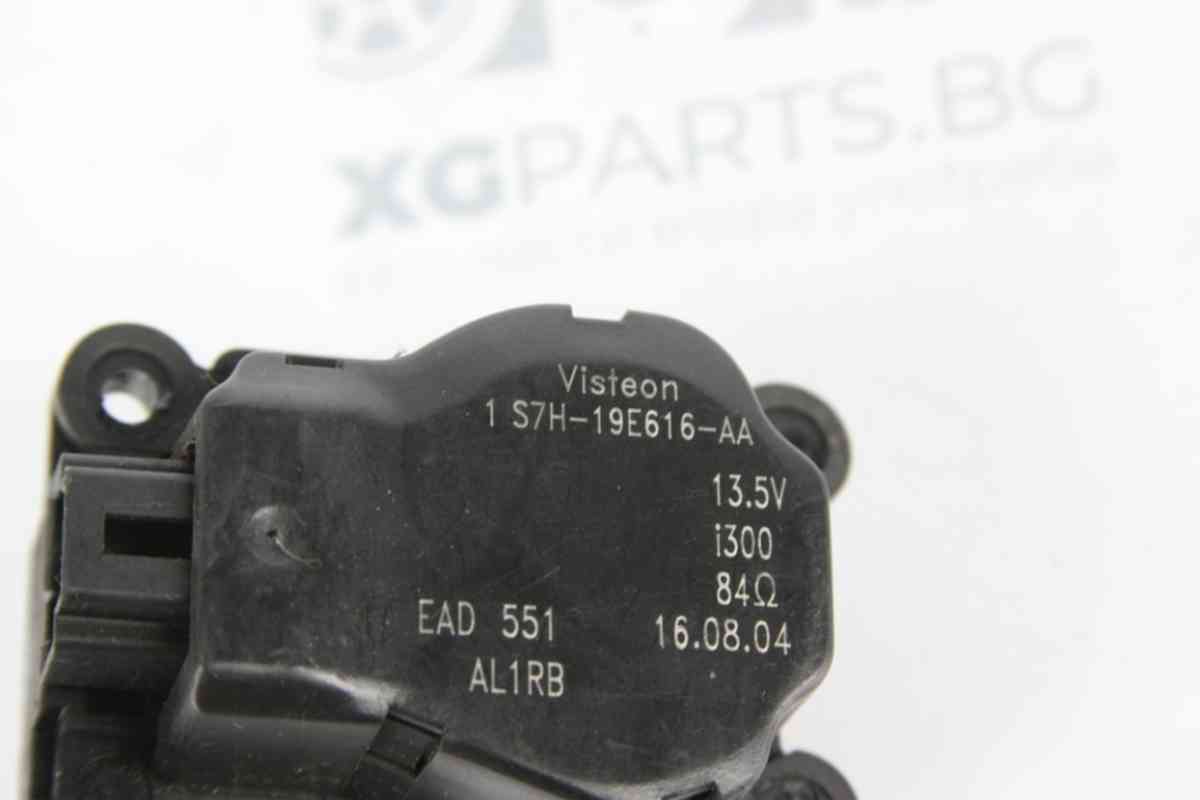 XGPARTS.BG
Visteon
1 S7H-19E616-AA
13.5V
i300
84Ω
EAD 551 16.08.04
AL1RB